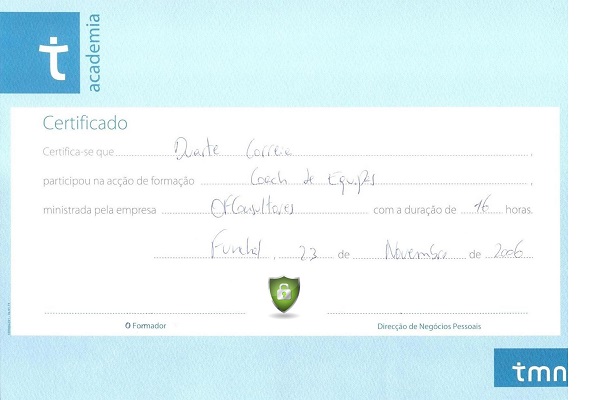 t academia
Certificado
Certifica-se que Duarte Correia,
participou na acção de formação Coach de Equipas,
ministrada pela empresa OFConsultores com a duração de 16 horas.
Funchal, 23 de Novembro de 2006
O Formador Direcção de Negócios Pessoais
tmn